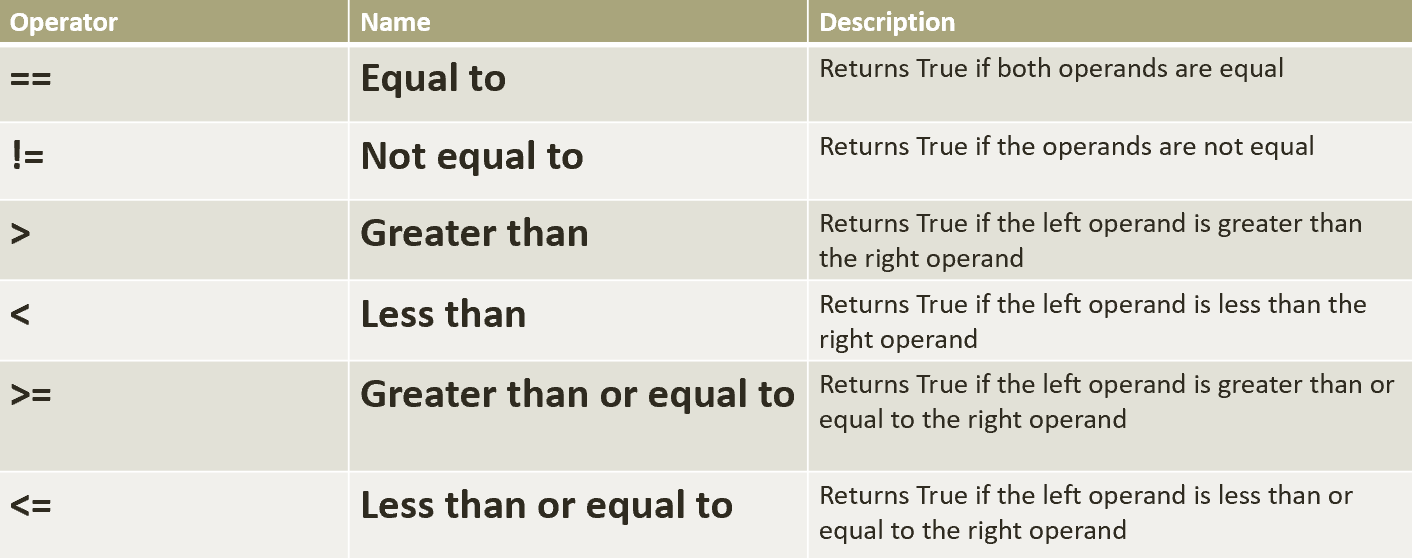 Operator Name Description
== Equal to Returns True if both operands are equal
!= Not equal to Returns True if the operands are not equal
> Greater than Returns True if the left operand is greater than
the right operand
< Less than Returns True if the left operand is less than the
right operand
>= Greater than or equal to Returns True if the left operand is greater than or
equal to the right operand
<= Less than or equal to Returns True if the left operand is less than or
equal to the right operand